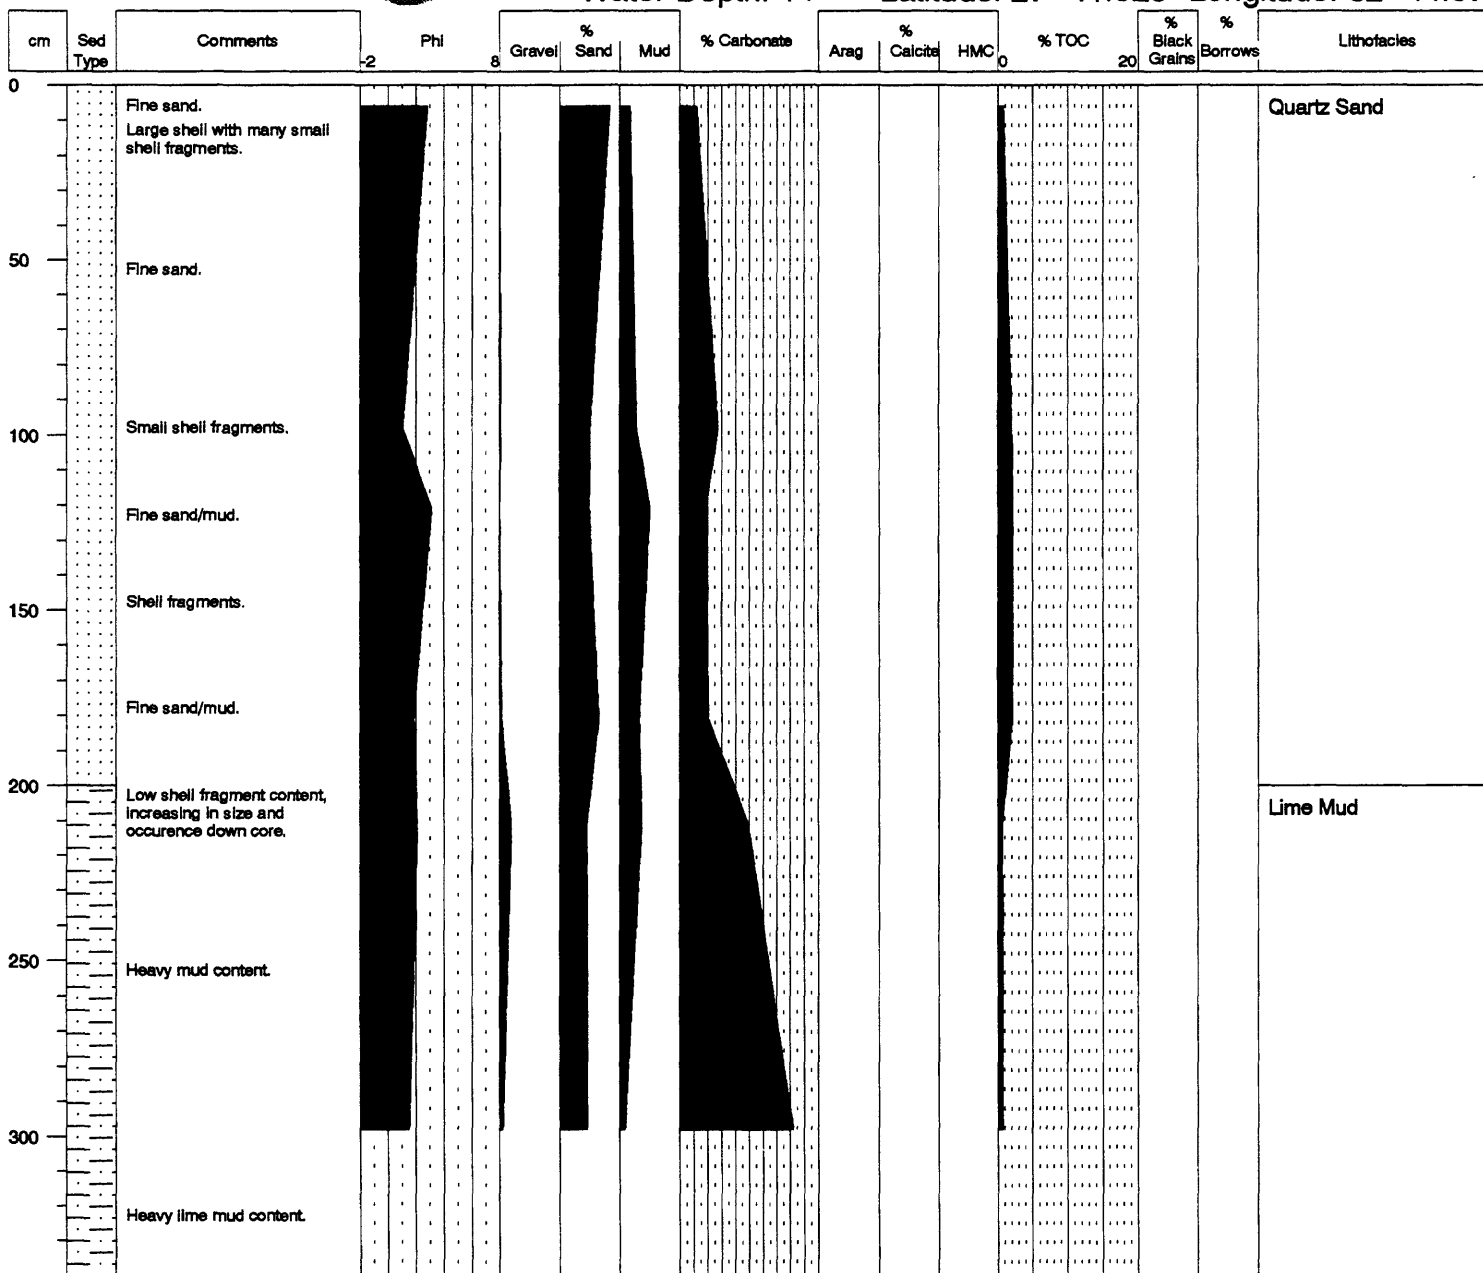 cm
Sed
Type
Comments
Phi
-2 8
%
Gravel Sand Mud
% Carbonate
%
Arag Calcite HMC
% TOC
0 20
%
Black
Grains
%
Borrows
Lithofacies
0
Fine sand.
Quartz Sand
Large shell with many small
shell fragments.
50
Fine sand.
100
Small shell fragments.
Fine sand/mud.
150
Shell fragments.
Fine sand/mud.
200
Low shell fragment content,
increasing in size and
occurence down core.
Lime Mud
250
Heavy mud content.
300
Heavy lime mud content.